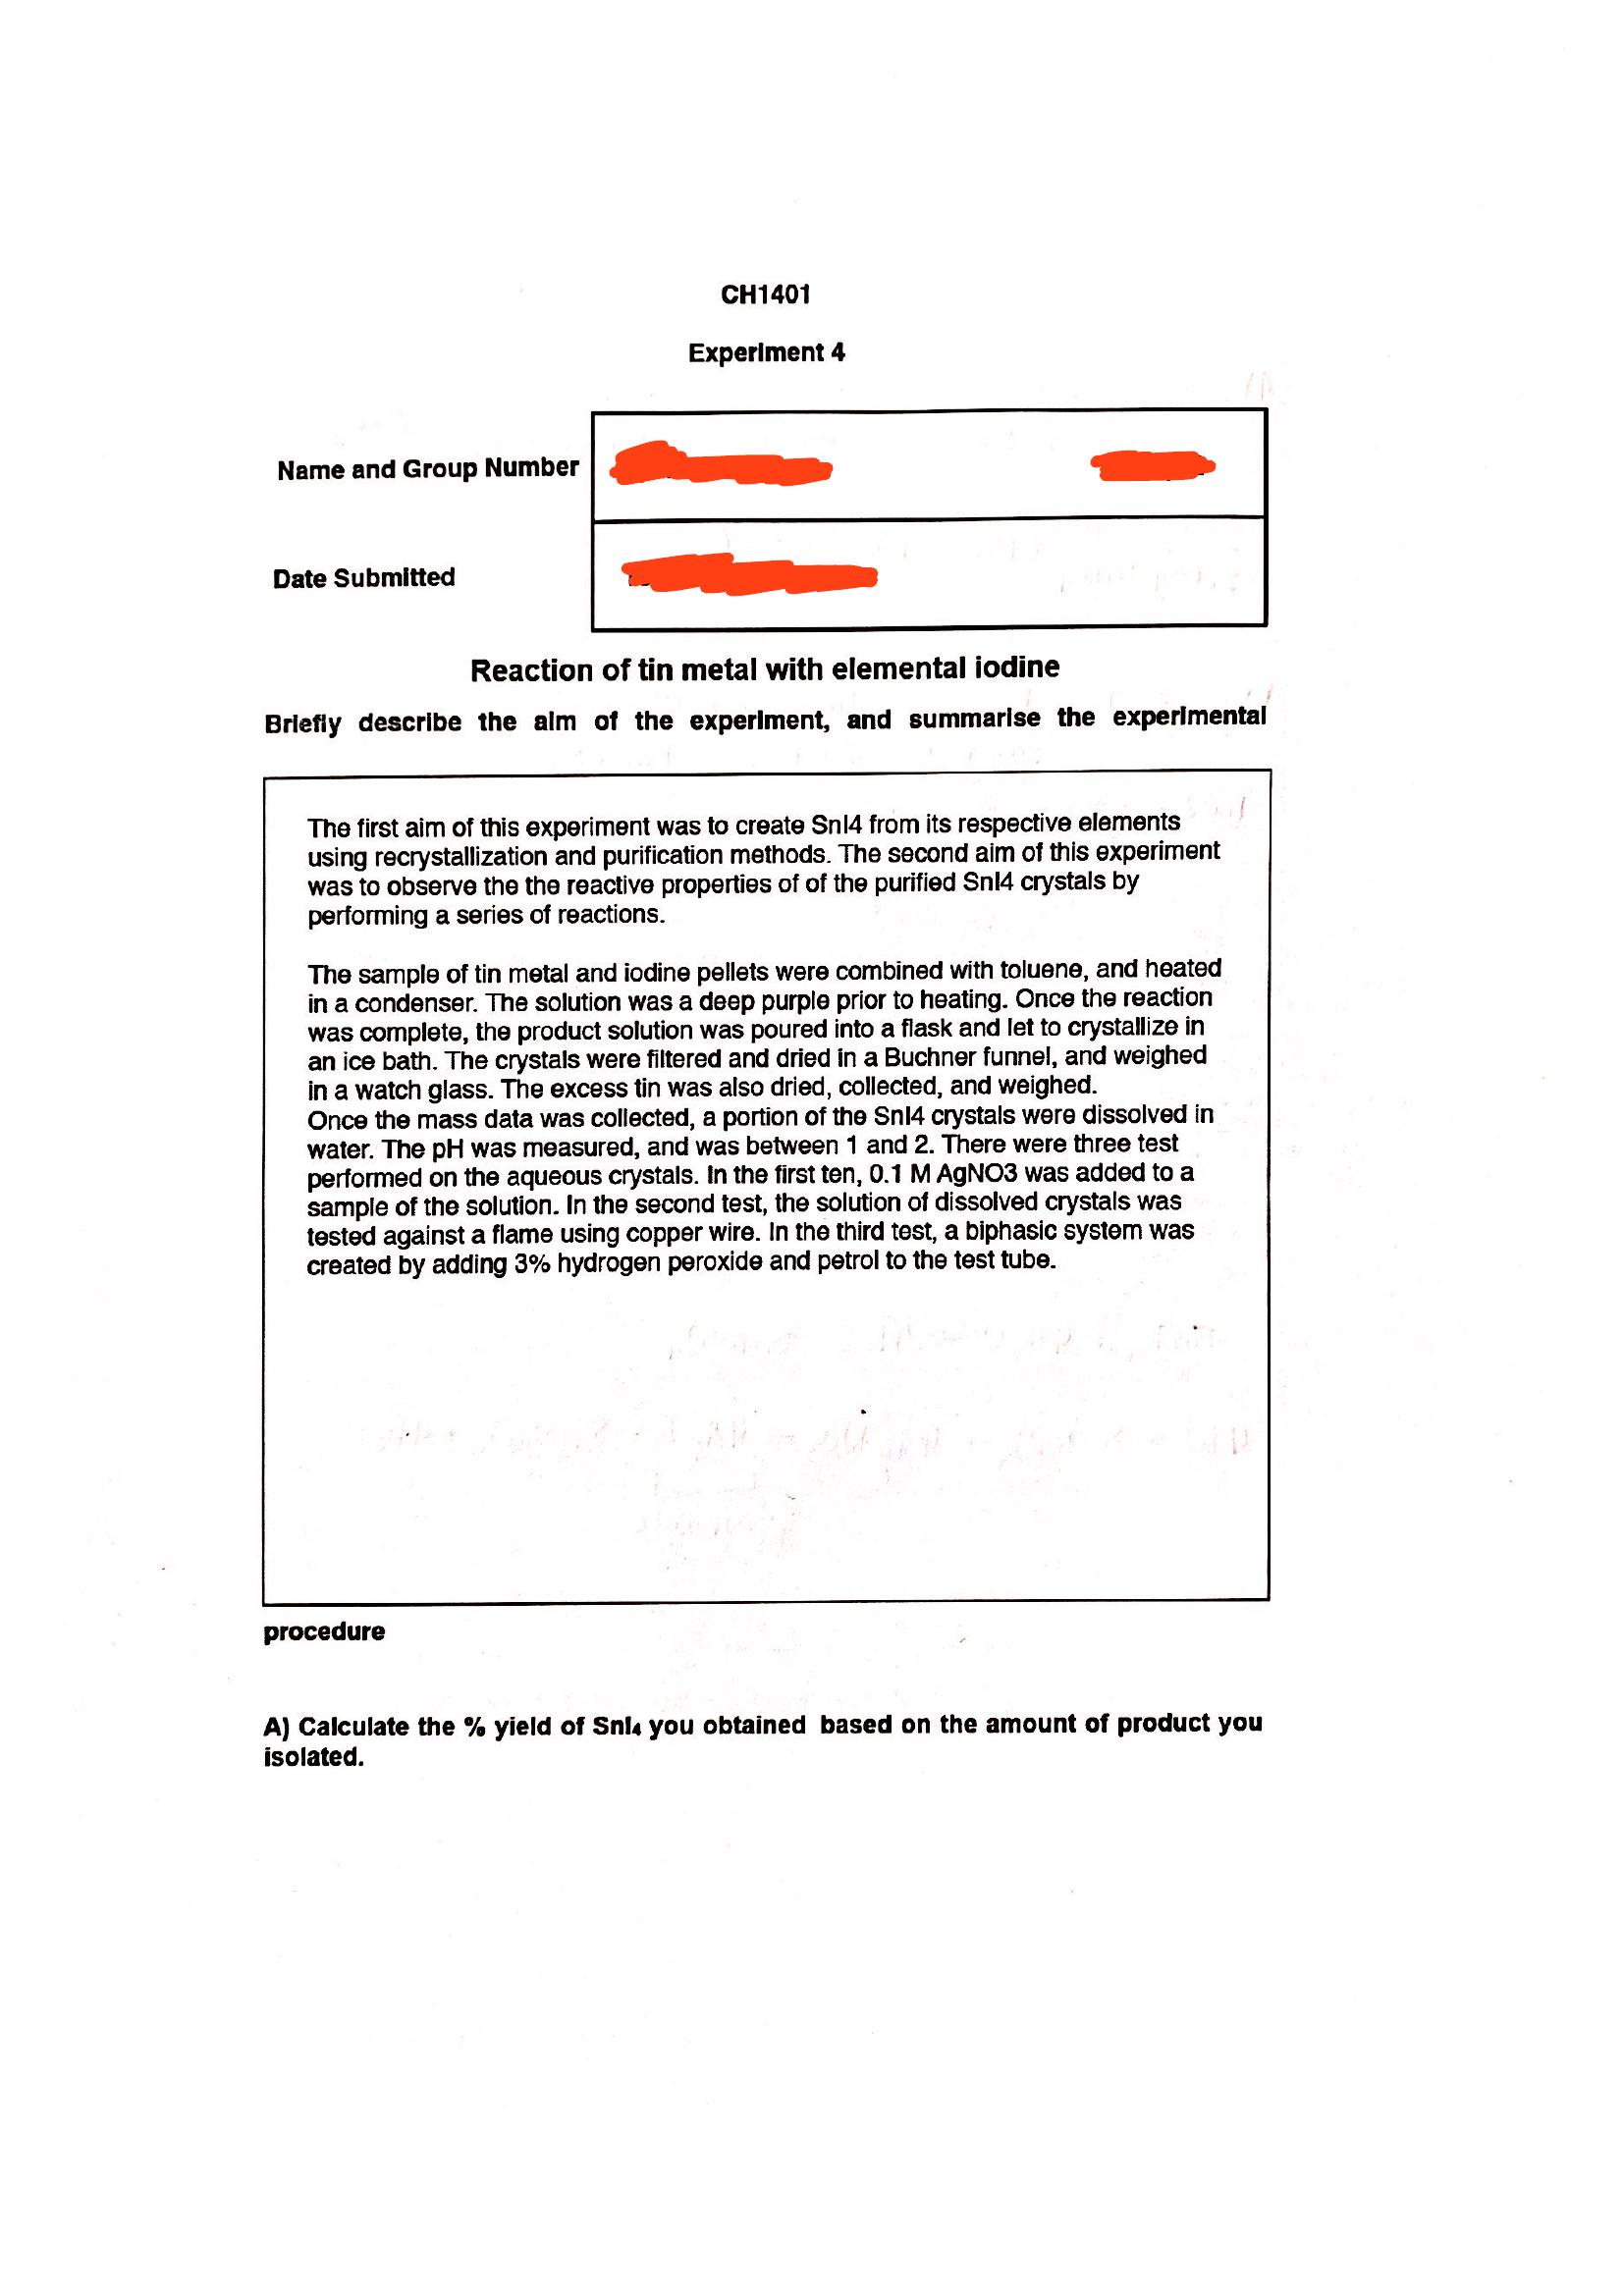 CH1401
Experiment 4
Name and Group Number
Date Submitted
Reaction of tin metal with elemental iodine
Briefly describe the aim of the experiment, and summarise the experimental
The first aim of this experiment was to create SnI4 from its respective elements
using recrystallization and purification methods. The second aim of this experiment
was to observe the the reactive properties of of the purified SnI4 crystals by
performing a series of reactions.
The sample of tin metal and iodine pellets were combined with toluene, and heated
in a condenser. The solution was a deep purple prior to heating. Once the reaction
was complete, the product solution was poured into a flask and let to crystallize in
an ice bath. The crystals were filtered and dried in a Buchner funnel, and weighed
in a watch glass. The excess tin was also dried, collected, and weighed.
Once the mass data was collected, a portion of the SnI4 crystals were dissolved in
water. The pH was measured, and was between 1 and 2. There were three test
performed on the aqueous crystals. In the first ten, 0.1 M AgNO3 was added to a
sample of the solution. In the second test, the solution of dissolved crystals was
tested against a flame using copper wire. In the third test, a biphasic system was
created by adding 3% hydrogen peroxide and petrol to the test tube.
procedure
A) Calculate the % yield of SnI₄ you obtained based on the amount of product you
isolated.